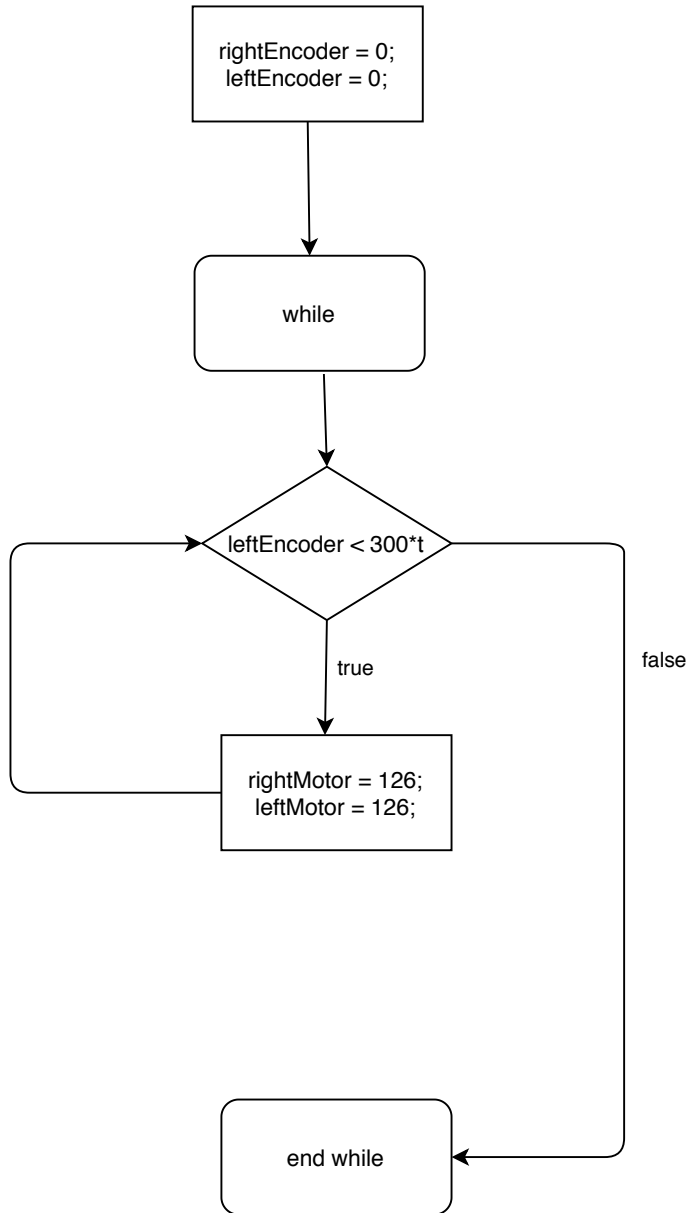 rightEncoder = 0;
leftEncoder = 0;
while
leftEncoder < 300*t
true
false
rightMotor = 126;
leftMotor = 126;
end while